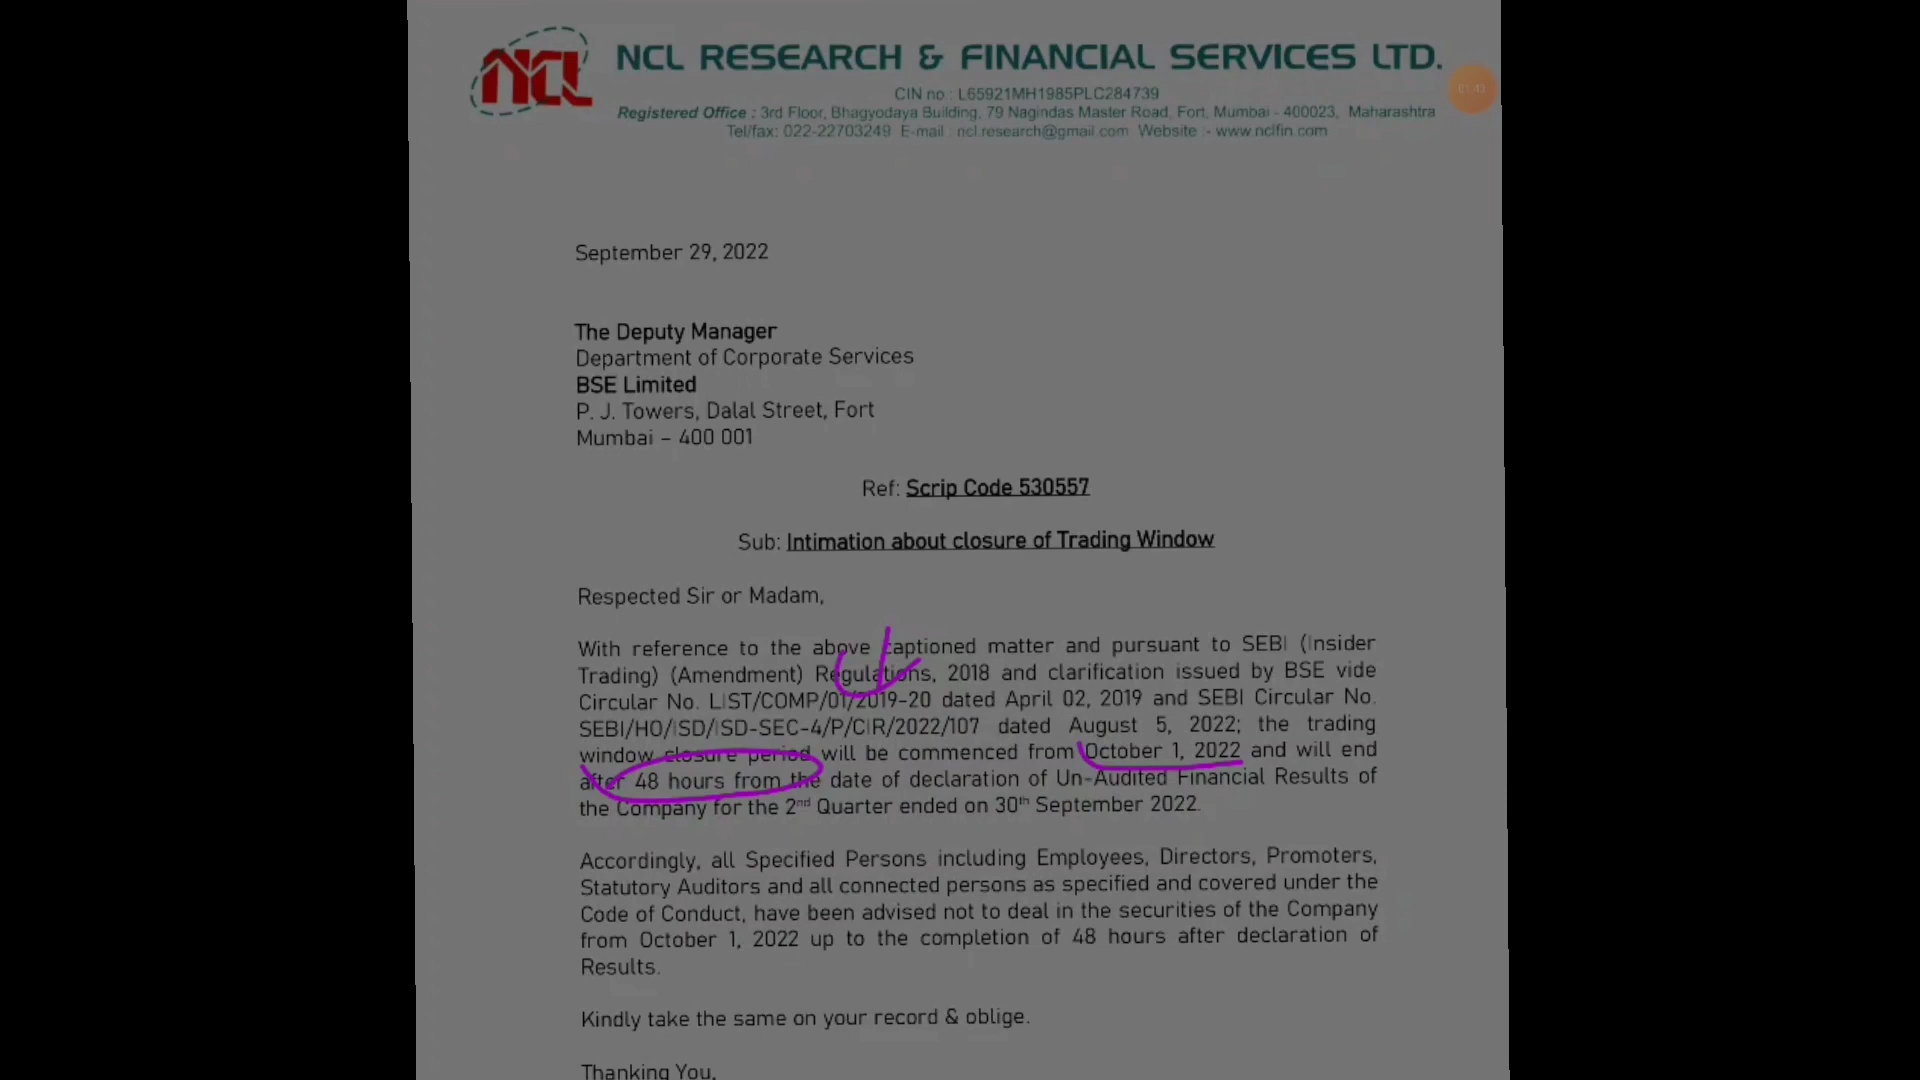 NCL
NCL RESEARCH & FINANCIAL SERVICES LTD.
CIN no : L65921MH1985PLC284739
Registered Office : 3rd Floor, Bhagyodaya Building, 79 Nagindas Master Road, Fort, Mumbai - 400023, Maharashtra
Tel/fax: 022-22703249 E-mail : ncl.research@gmail.com Website :- www.nclfin.com
01:43
September 29, 2022
The Deputy Manager
Department of Corporate Services
BSE Limited
P. J. Towers, Dalal Street, Fort
Mumbai – 400 001
Ref: Scrip Code 530557
Sub: Intimation about closure of Trading Window
Respected Sir or Madam,
With reference to the above captioned matter and pursuant to SEBI (Insider
Trading) (Amendment) Regulations, 2018 and clarification issued by BSE vide
Circular No. LIST/COMP/01/2019-20 dated April 02, 2019 and SEBI Circular No.
SEBI/HO/ISD/ISD-SEC-4/P/CIR/2022/107 dated August 5, 2022; the trading
window closure period will be commenced from October 1, 2022 and will end
after 48 hours from the date of declaration of Un-Audited Financial Results of
the Company for the 2nd Quarter ended on 30th September 2022.
Accordingly, all Specified Persons including Employees, Directors, Promoters,
Statutory Auditors and all connected persons as specified and covered under the
Code of Conduct, have been advised not to deal in the securities of the Company
from October 1, 2022 up to the completion of 48 hours after declaration of
Results.
Kindly take the same on your record & oblige.
Thanking You,